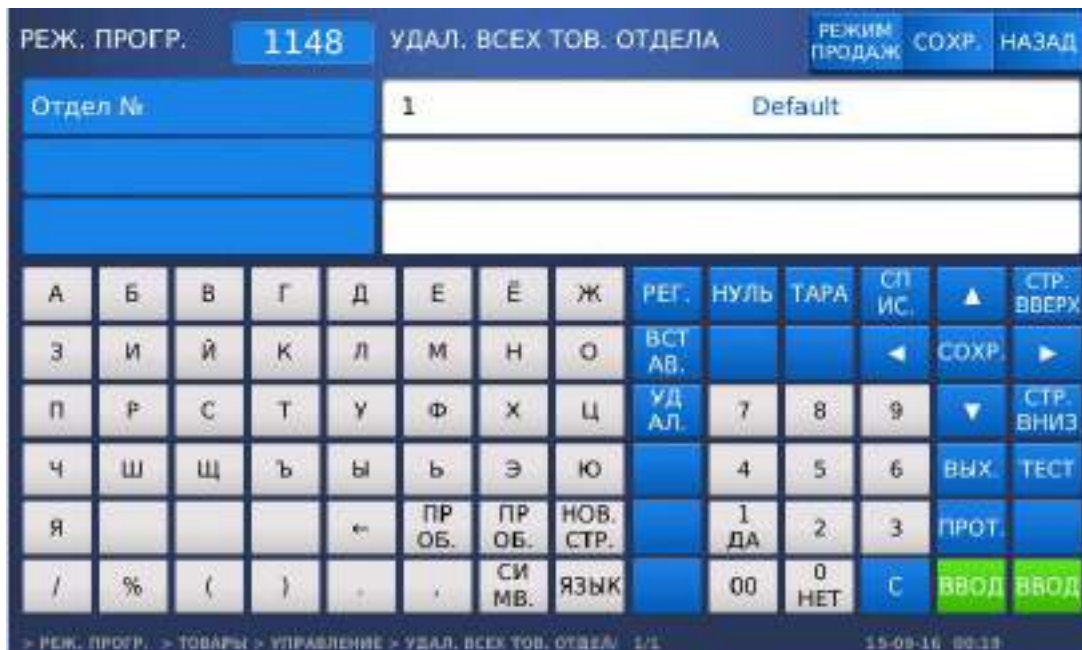 РЕЖ. ПРОГР. 1148 УДАЛ. ВСЕХ ТОВ. ОТДЕЛА РЕЖИМ ПРОДАЖ СОХР. НАЗАД
Отдел № 1 Default
А Б В Г Д Е Ё Ж РЕГ. НУЛЬ ТАРА СП ИС. ▲ СТР. ВВЕРХ
З И Й К Л М Н О ВСТ АВ. ◄ СОХР. ►
П Р С Т У Ф Х Ц УД АЛ. 7 8 9 ▼ СТР. ВНИЗ
Ч Ш Щ Ъ Ы Ь Э Ю 4 5 6 ВЫХ. ТЕСТ
Я ← ПР ОБ. ПР ОБ. НОВ. СТР. 1 ДА 2 3 ПРОТ.
/ % ( ) . , СИ МВ. ЯЗЫК 00 0 НЕТ С ВВОД ВВОД
> РЕЖ. ПРОГР. > ТОВАРЫ > УПРАВЛЕНИЕ > УДАЛ. ВСЕХ ТОВ. ОТДЕЛ/ 1/1 15-09-16 00:19